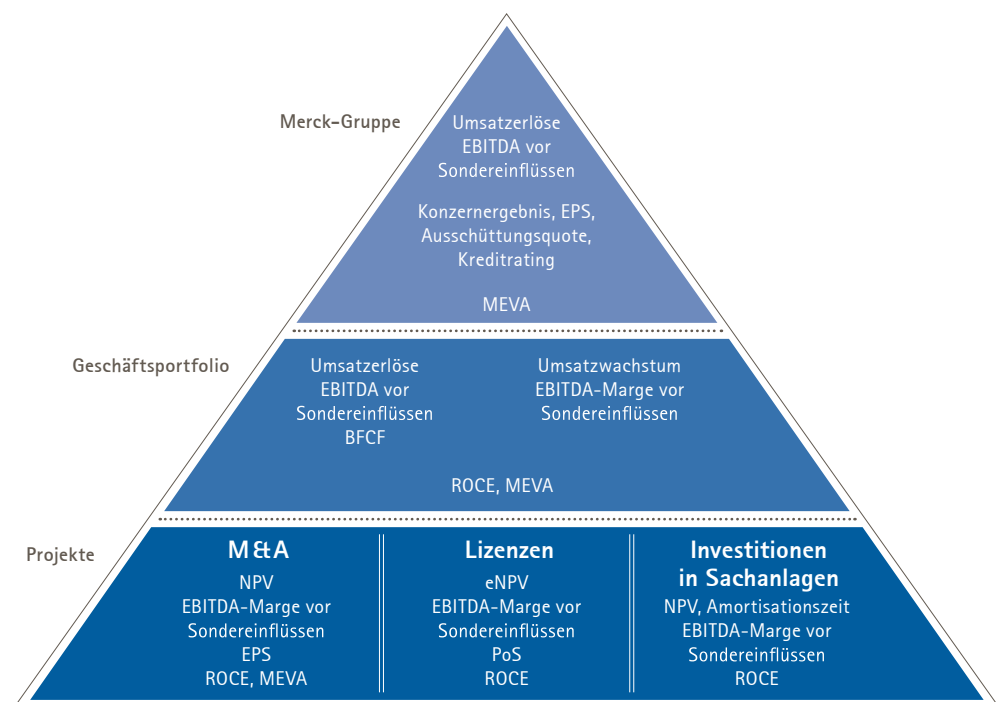 Merck-Gruppe
Umsatzerlöse
EBITDA vor
Sondereinflüssen
Konzernergebnis, EPS,
Ausschüttungsquote,
Kreditrating
MEVA
Geschäftsportfolio
Umsatzerlöse
EBITDA vor
Sondereinflüssen
BFCF
Umsatzwachstum
EBITDA-Marge vor
Sondereinflüssen
ROCE, MEVA
Projekte
M&A
NPV
EBITDA-Marge vor
Sondereinflüssen
EPS
ROCE, MEVA
Lizenzen
eNPV
EBITDA-Marge vor
Sondereinflüssen
PoS
ROCE
Investitionen
in Sachanlagen
NPV, Amortisationszeit
EBITDA-Marge vor
Sondereinflüssen
ROCE